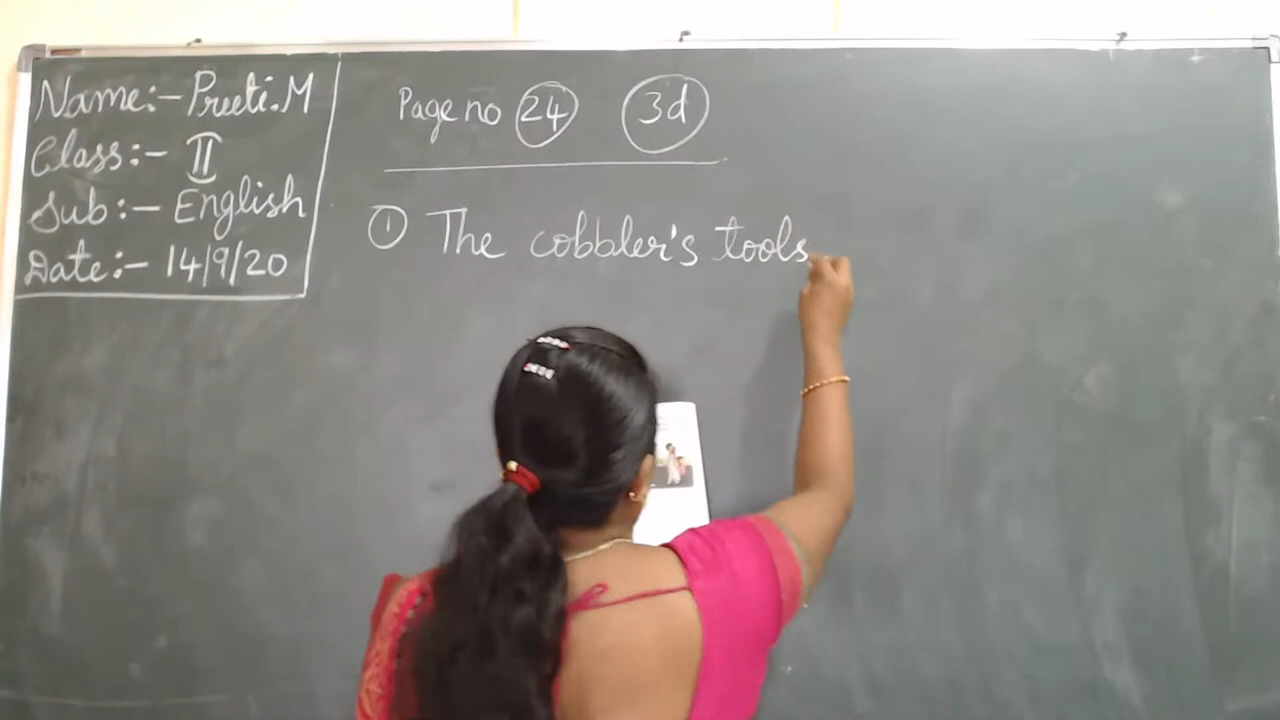 Name:- Preeti.M
Class:- II
Sub:- English
Date:- 14/9/20
Page no 24 3d
1 The cobbler's tools